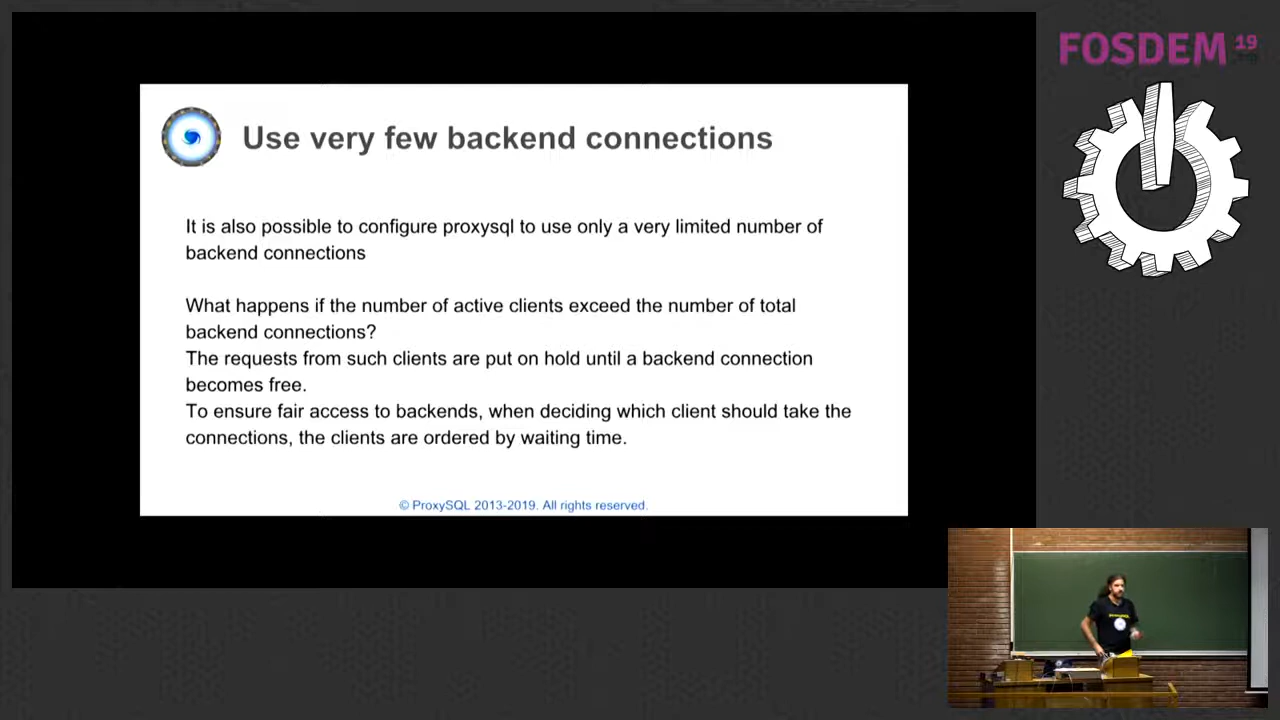 FOSDEM 19
Use very few backend connections
It is also possible to configure proxysql to use only a very limited number of
backend connections
What happens if the number of active clients exceed the number of total
backend connections?
The requests from such clients are put on hold until a backend connection
becomes free.
To ensure fair access to backends, when deciding which client should take the
connections, the clients are ordered by waiting time.
© ProxySQL 2013-2019. All rights reserved.